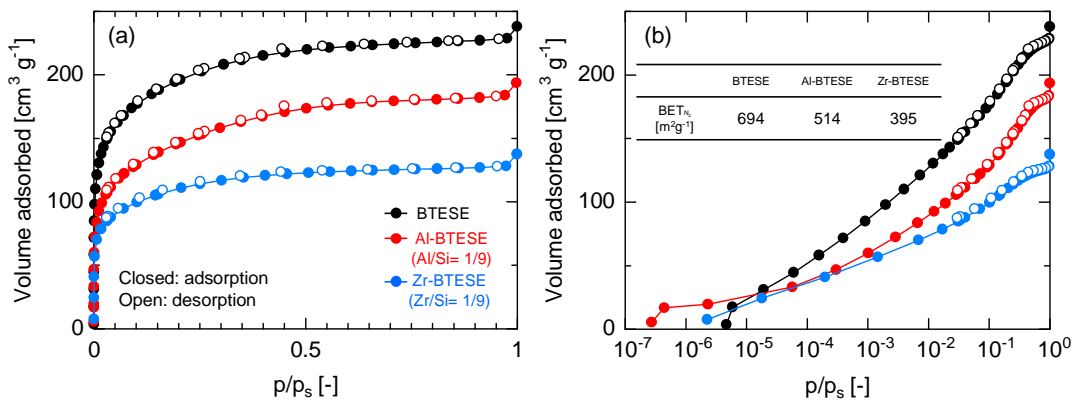 (a)
Volume adsorbed [cm³ g⁻¹]
200
100
0
0
0.5
1
p/pₛ [-]
BTESE
Al-BTESE
(Al/Si= 1/9)
Zr-BTESE
(Zr/Si= 1/9)
Closed: adsorption
Open: desorption
(b)
Volume adsorbed [cm³ g⁻¹]
200
100
0
10⁻⁷ 10⁻⁶ 10⁻⁵ 10⁻⁴ 10⁻³ 10⁻² 10⁻¹ 10⁰
p/pₛ [-]
BTESE Al-BTESE Zr-BTESE
BET N₂ 
[m²g⁻¹] 694 514 395